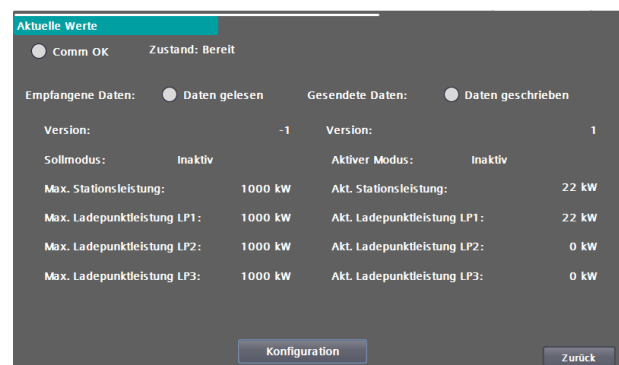 Aktuelle Werte
Comm OK Zustand: Bereit
Empfangene Daten: Daten gelesen Gesendete Daten: Daten geschrieben
Version: -1 Version: 1
Sollmodus: Inaktiv Aktiver Modus: Inaktiv
Max. Stationsleistung: 1000 kW Akt. Stationsleistung: 22 kW
Max. Ladepunktleistung LP1: 1000 kW Akt. Ladepunktleistung LP1: 22 kW
Max. Ladepunktleistung LP2: 1000 kW Akt. Ladepunktleistung LP2: 0 kW
Max. Ladepunktleistung LP3: 1000 kW Akt. Ladepunktleistung LP3: 0 kW
Konfiguration Zurück